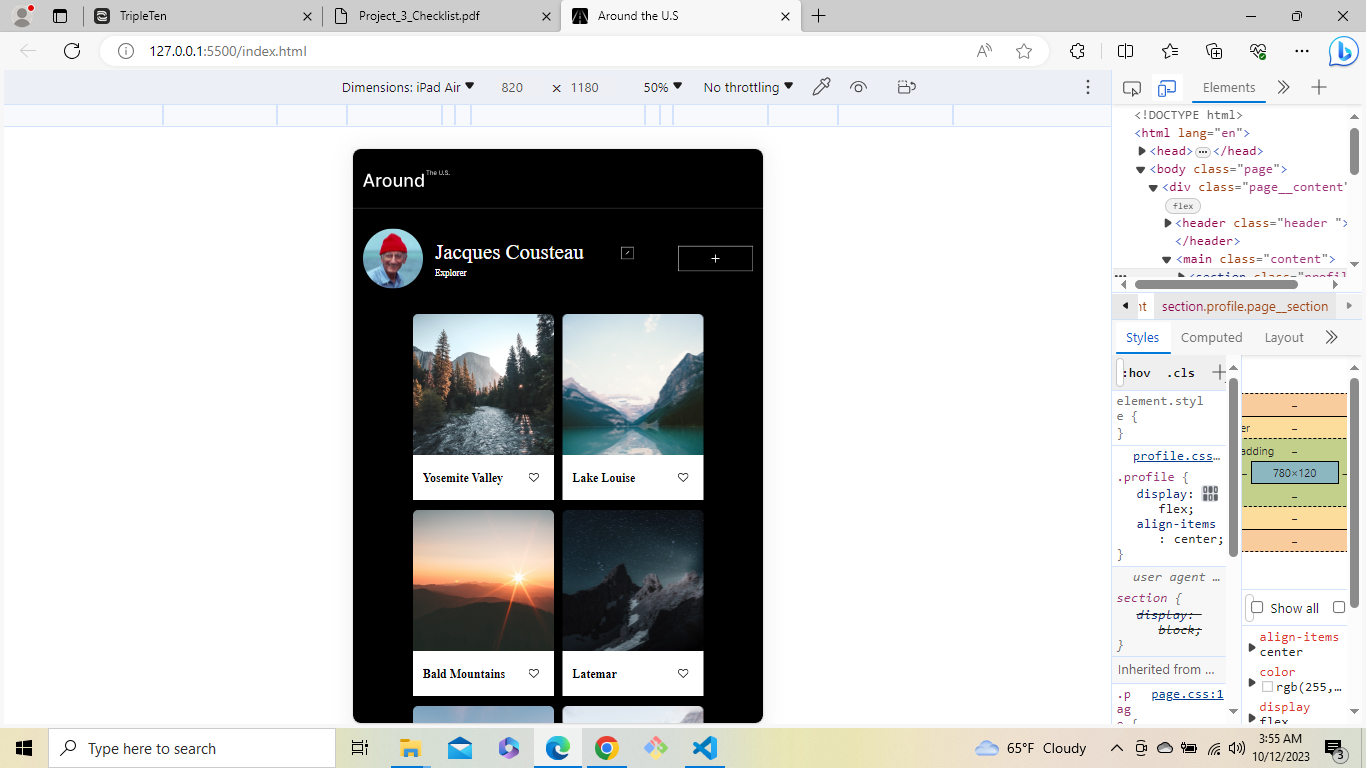 TripleTen
Project_3_Checklist.pdf
Around the U.S
127.0.0.1:5500/index.html
Dimensions: iPad Air
820
×
1180
50%
No throttling
Elements
Around The U.S.
Jacques Cousteau
Explorer
+
Yosemite Valley
Lake Louise
Bald Mountains
Latemar
<!DOCTYPE html>
<html lang="en">
<head> ••• </head>
<body class="page">
<div class="page__content"
flex
<header class="header ">
</header>
<main class="content">
<section class="profil
nt
section.profile.page__section
Styles
Computed
Layout
:hov
.cls
element.styl
e {
}
profile.css…
.profile {
display:
flex;
align-items
: center;
}
user agent …
section {
display:
block;
}
Inherited from …
.p
page.css:1
ag
e {
–
er
–
adding
–
780×120
–
–
–
–
–
Show all
align-items
center
color
rgb(255,…
display
flex
Type here to search
65°F Cloudy
3:55 AM
10/12/2023
3